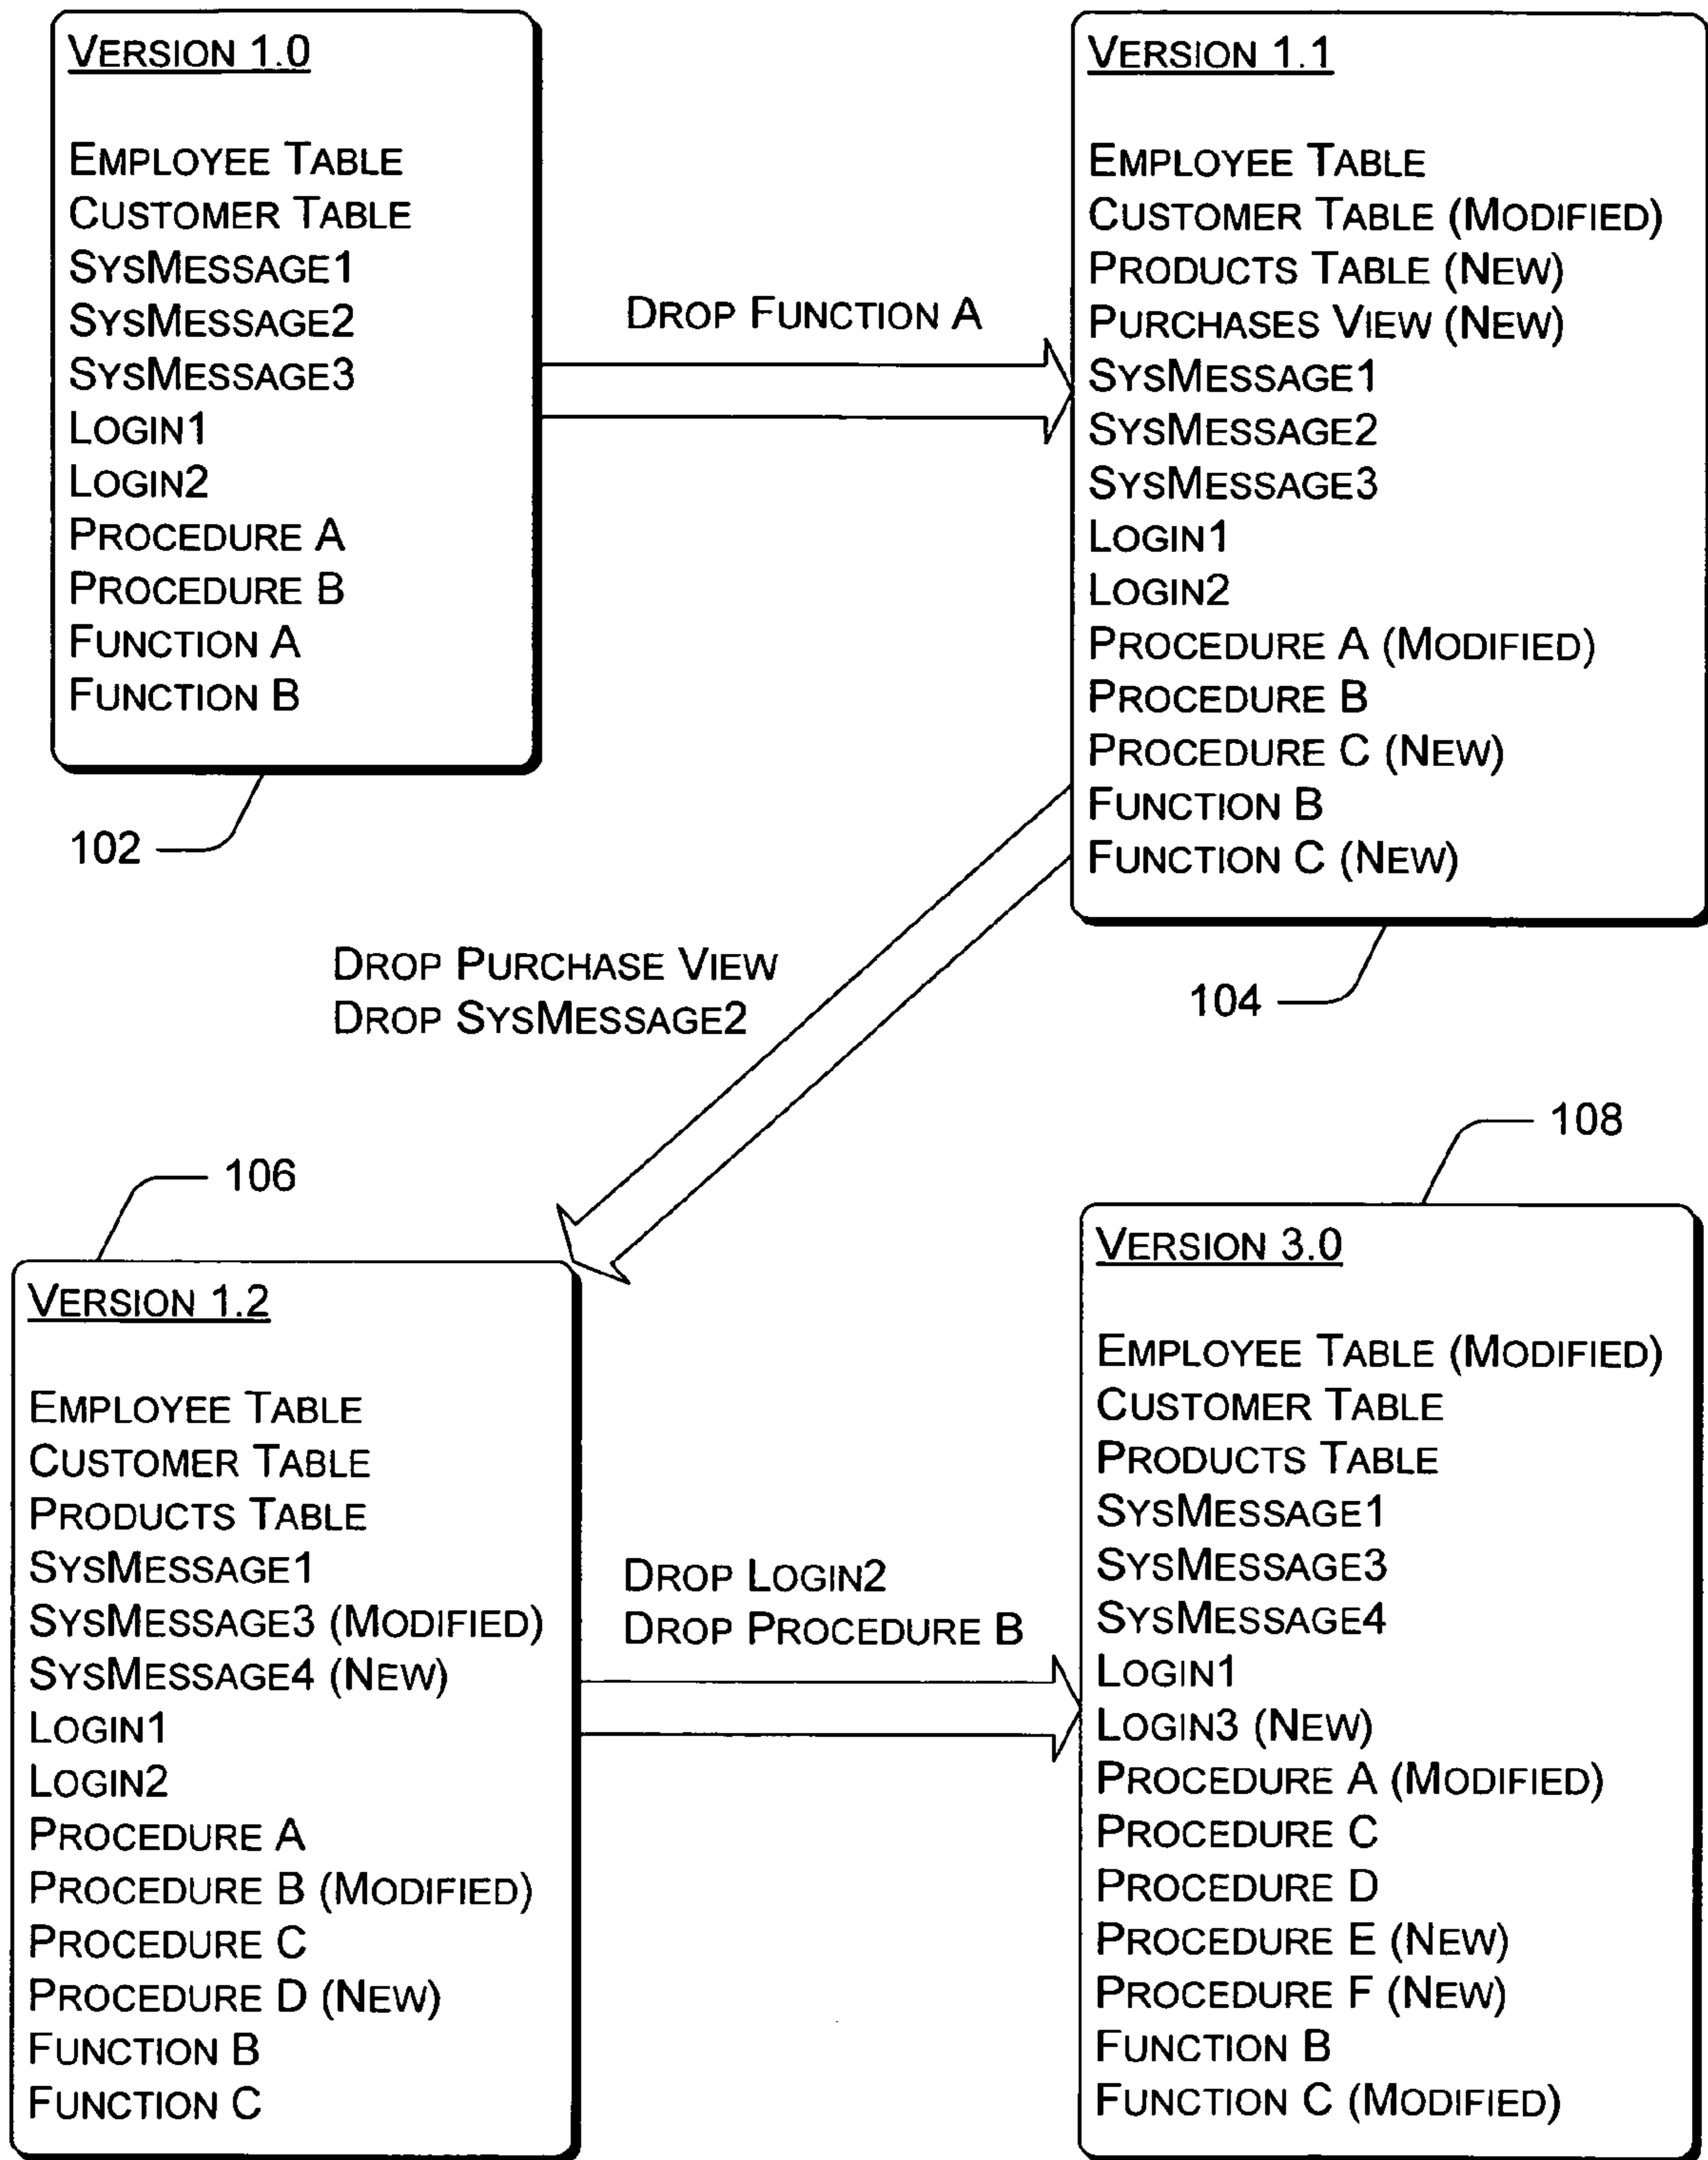 VERSION 1.0
EMPLOYEE TABLE
CUSTOMER TABLE
SYSMESSAGE1
SYSMESSAGE2
SYSMESSAGE3
LOGIN1
LOGIN2
PROCEDURE A
PROCEDURE B
FUNCTION A
FUNCTION B
102
DROP FUNCTION A
VERSION 1.1
EMPLOYEE TABLE
CUSTOMER TABLE (MODIFIED)
PRODUCTS TABLE (NEW)
PURCHASES VIEW (NEW)
SYSMESSAGE1
SYSMESSAGE2
SYSMESSAGE3
LOGIN1
LOGIN2
PROCEDURE A (MODIFIED)
PROCEDURE B
PROCEDURE C (NEW)
FUNCTION B
FUNCTION C (NEW)
104
DROP PURCHASE VIEW
DROP SYSMESSAGE2
106
VERSION 1.2
EMPLOYEE TABLE
CUSTOMER TABLE
PRODUCTS TABLE
SYSMESSAGE1
SYSMESSAGE3 (MODIFIED)
SYSMESSAGE4 (NEW)
LOGIN1
LOGIN2
PROCEDURE A
PROCEDURE B (MODIFIED)
PROCEDURE C
PROCEDURE D (NEW)
FUNCTION B
FUNCTION C
DROP LOGIN2
DROP PROCEDURE B
108
VERSION 3.0
EMPLOYEE TABLE (MODIFIED)
CUSTOMER TABLE
PRODUCTS TABLE
SYSMESSAGE1
SYSMESSAGE3
SYSMESSAGE4
LOGIN1
LOGIN3 (NEW)
PROCEDURE A (MODIFIED)
PROCEDURE C
PROCEDURE D
PROCEDURE E (NEW)
PROCEDURE F (NEW)
FUNCTION B
FUNCTION C (MODIFIED)